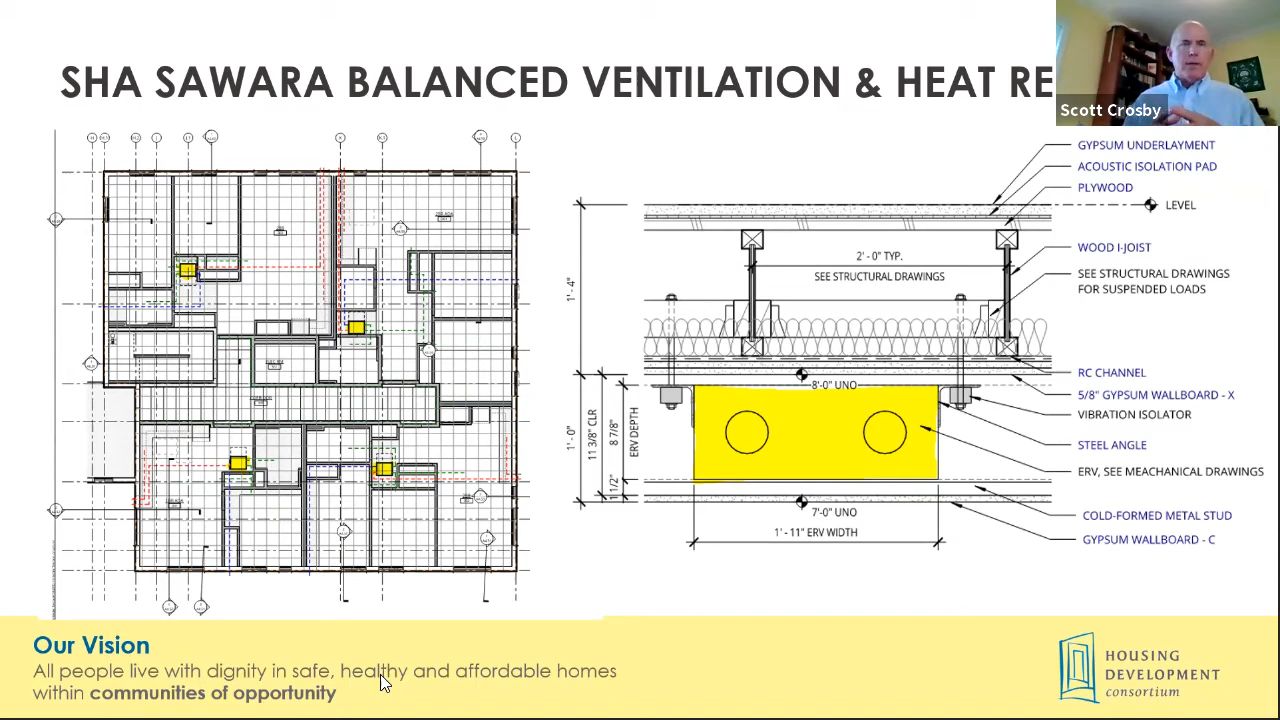 SHA SAWARA BALANCED VENTILATION & HEAT RE
Scott Crosby
GYPSUM UNDERLAYMENT
ACOUSTIC ISOLATION PAD
PLYWOOD
LEVEL
WOOD I-JOIST
2' - 0" TYP.
SEE STRUCTURAL DRAWINGS
SEE STRUCTURAL DRAWINGS
FOR SUSPENDED LOADS
1' - 4"
RC CHANNEL
8'-0" UNO
5/8" GYPSUM WALLBOARD - X
VIBRATION ISOLATOR
1' - 0"
11 3/8" CLR
8 7/8"
ERV DEPTH
STEEL ANGLE
ERV, SEE MEACHANICAL DRAWINGS
1 1/2"
7'-0" UNO
COLD-FORMED METAL STUD
1' - 11" ERV WIDTH
GYPSUM WALLBOARD - C
Our Vision
All people live with dignity in safe, healthy and affordable homes
within communities of opportunity
HOUSING
DEVELOPMENT
consortium